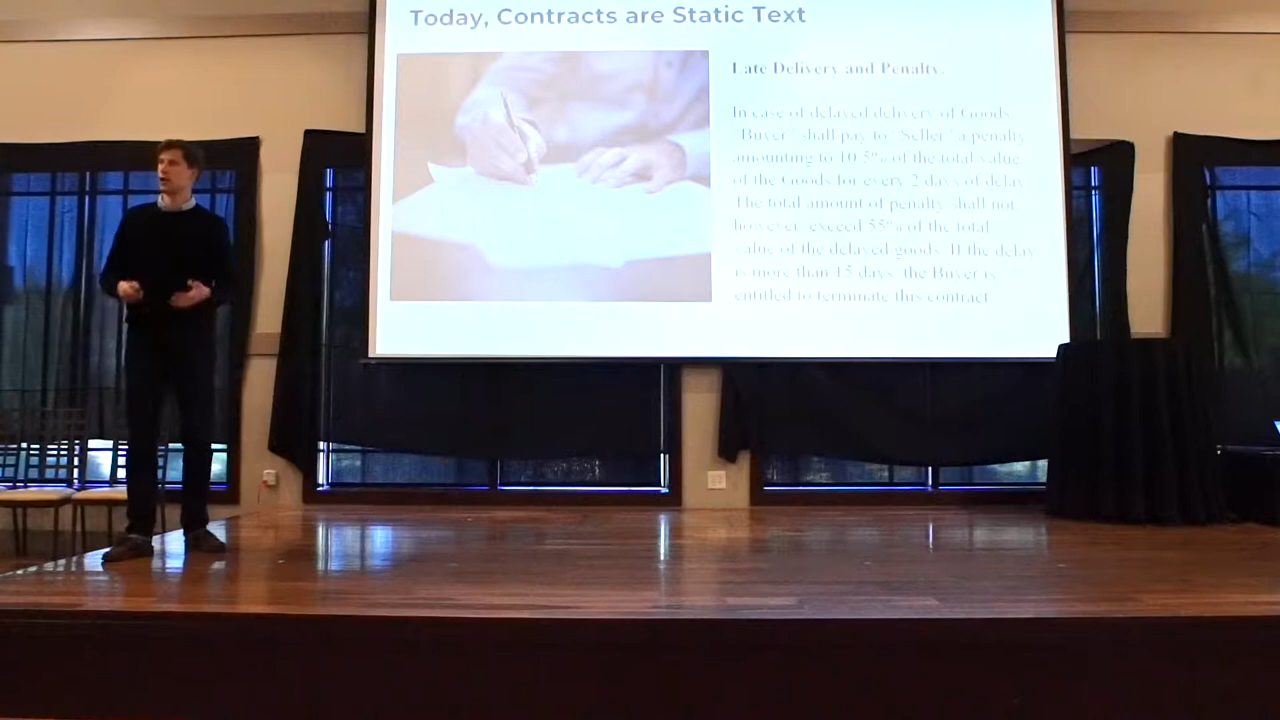 Today, Contracts are Static Text
Late Delivery and Penalty.
In case of delayed delivery of Goods
"Buyer" shall pay to "Seller" a penalty
amounting to 10.5% of the total value
of the Goods for every 2 days of delay.
The total amount of penalty shall not,
however, exceed 55% of the total
value of the delayed goods. If the delay
is more than 15 days, the Buyer is
entitled to terminate this contract